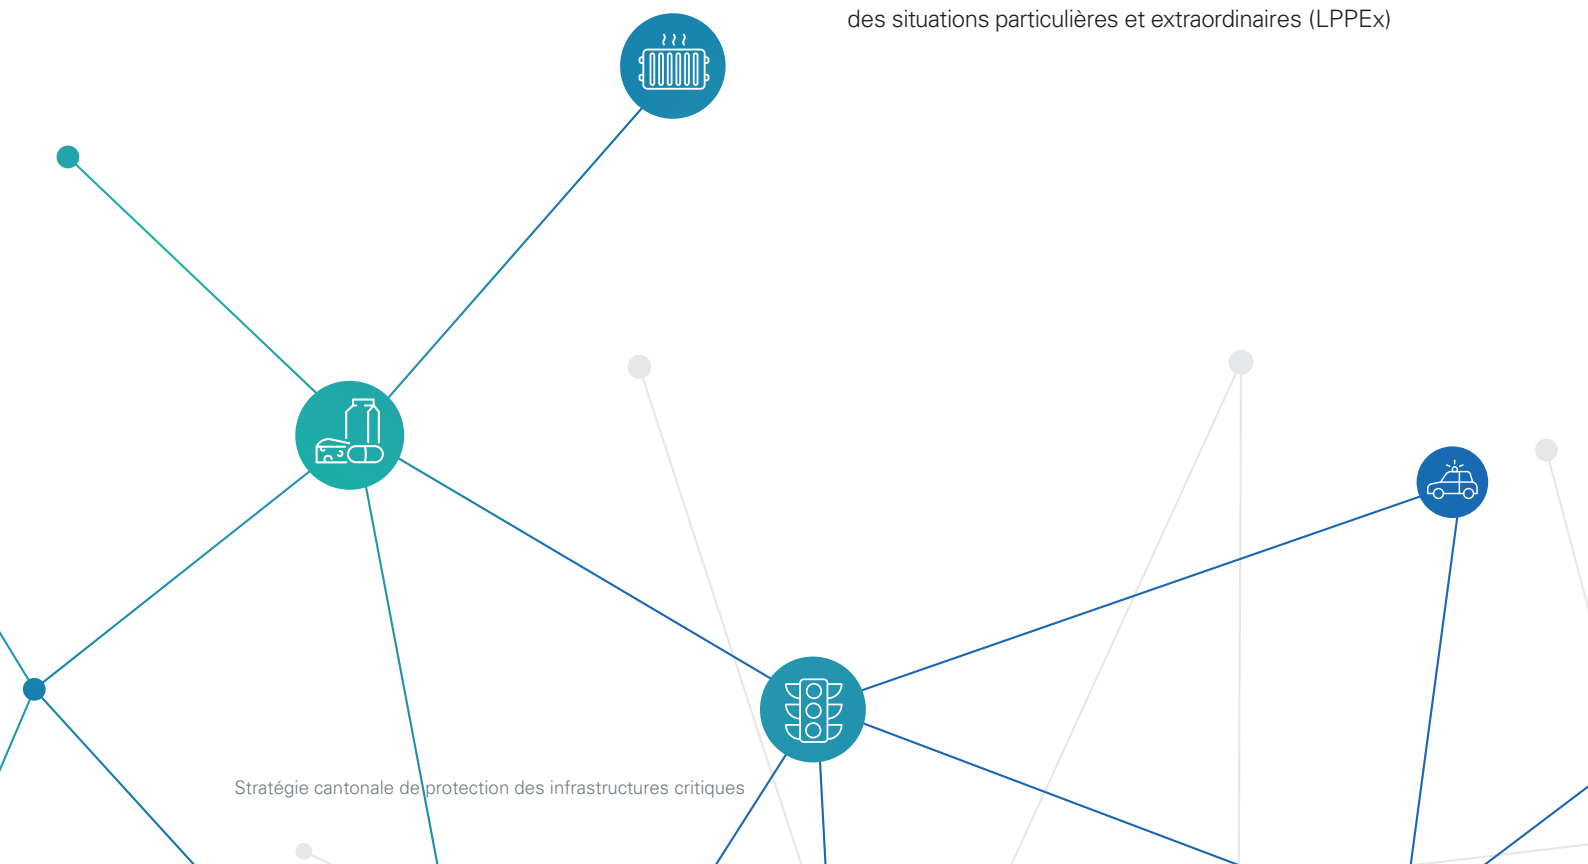 des situations particulières et extraordinaires (LPPEx)
Stratégie cantonale de protection des infrastructures critiques